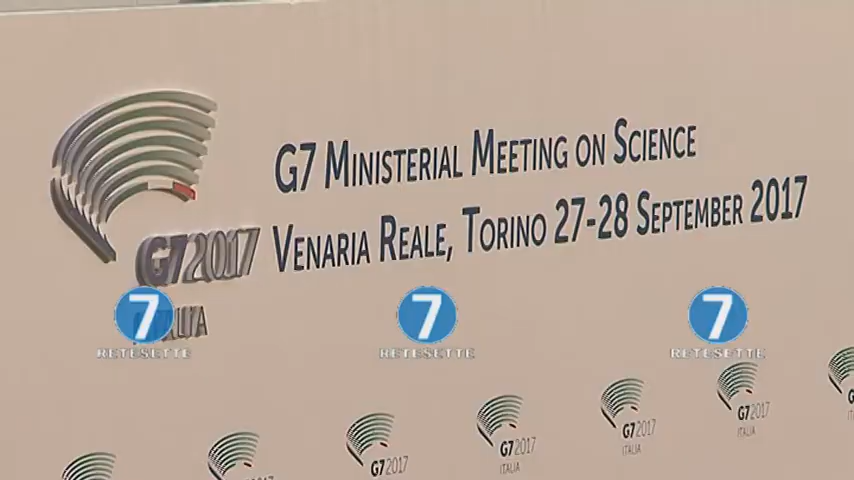 G7 MINISTERIAL MEETING ON SCIENCE
VENARIA REALE, TORINO 27-28 SEPTEMBER 2017
G7 2017
ITALIA
7 7 7
RETESETTE RETESETTE RETESETTE
G7 2017
ITALIA
G7 2017
ITALIA
G7 2017
ITALIA
G7 2017